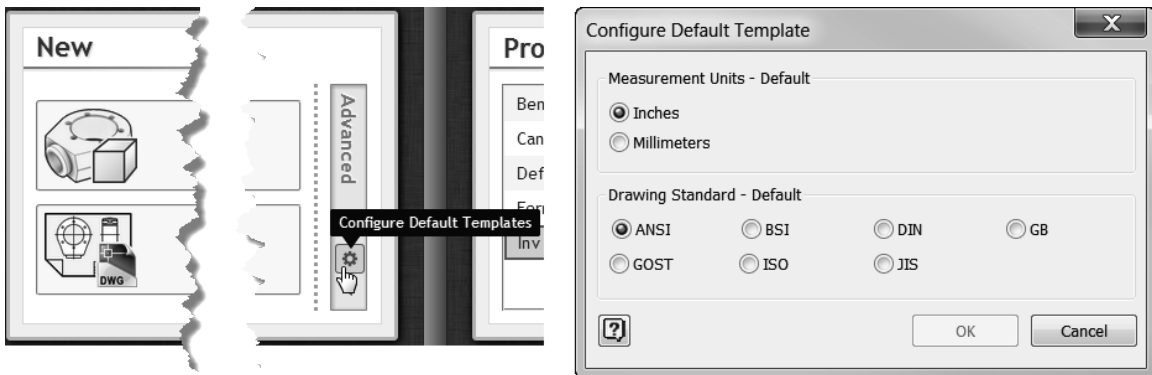 New
Advanced
Configure Default Templates
DWG
Pro
Ben
Can
Def
For
Inv
Configure Default Template
X
Measurement Units - Default
Inches
Millimeters
Drawing Standard - Default
ANSI BSI DIN GB
GOST ISO JIS
? OK Cancel